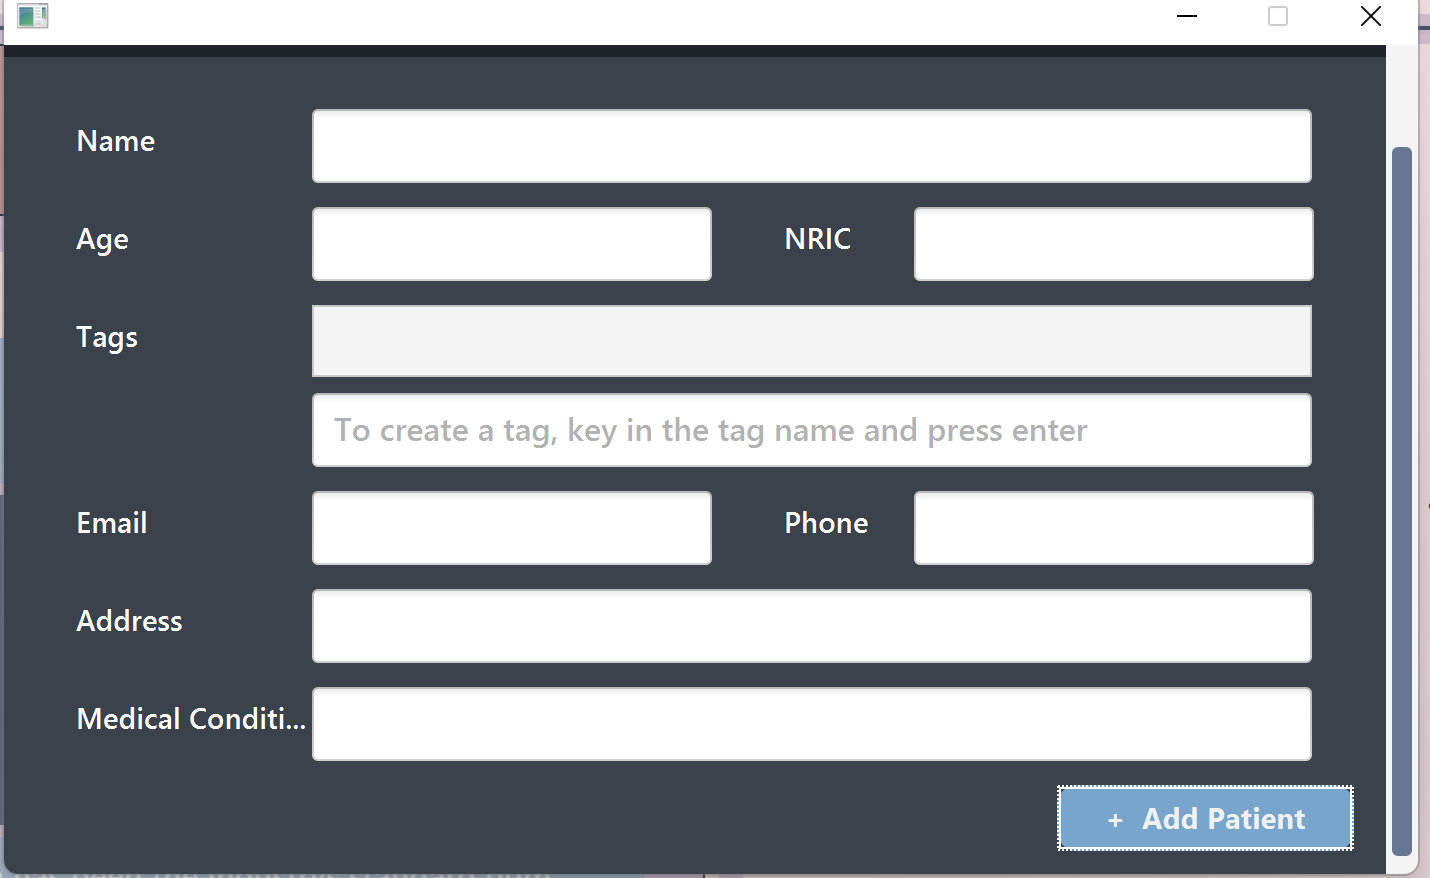 Name
Age NRIC
Tags
To create a tag, key in the tag name and press enter
Email Phone
Address
Medical Conditi...
+ Add Patient